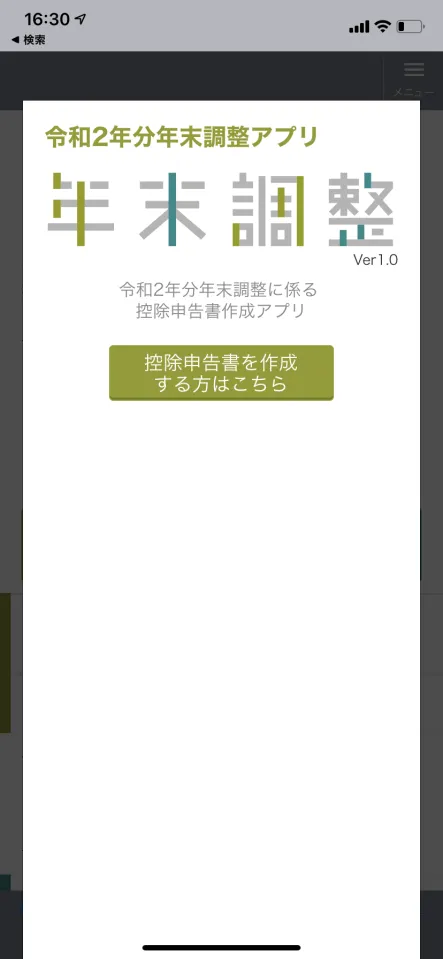 16:30
◀ 検索
メニュー
令和2年分年末調整アプリ
年末調整
Ver1.0
令和2年分年末調整に係る
控除申告書作成アプリ
控除申告書を作成
する方はこちら